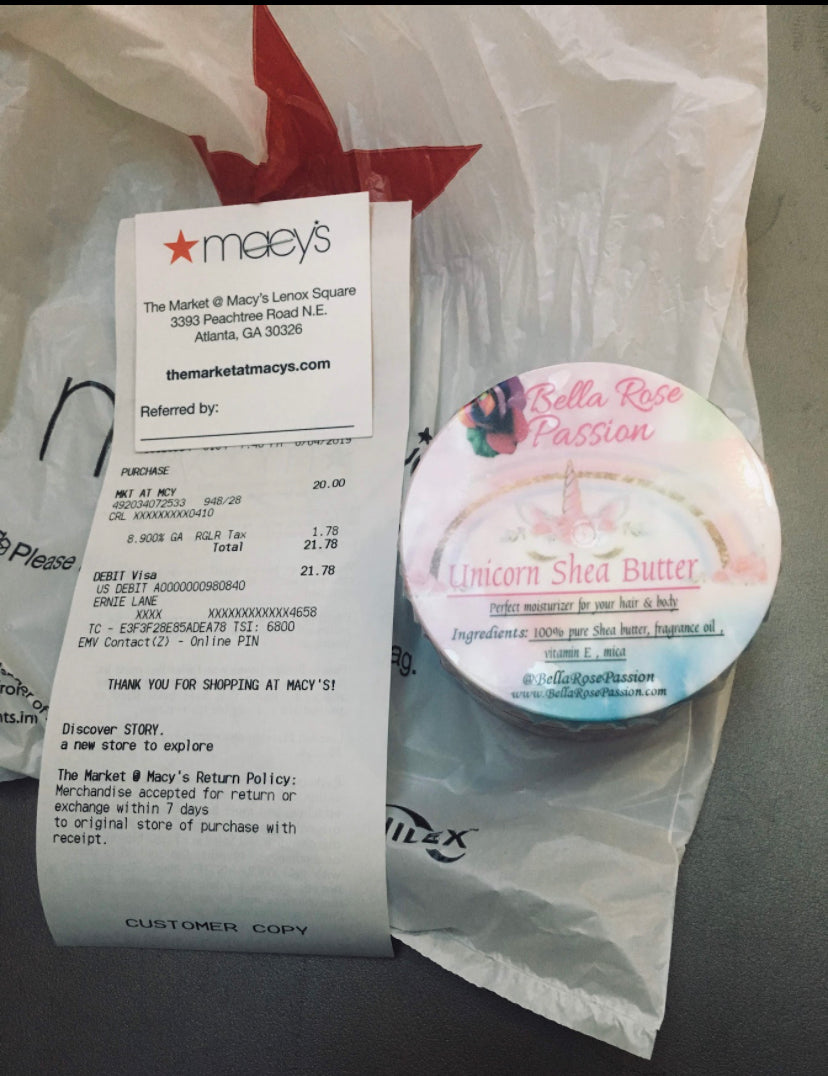 macy's
The Market @ Macy's Lenox Square
3393 Peachtree Road N.E.
Atlanta, GA 30326
themarketatmacys.com
Referred by:
PURCHASE
MKT AT MCY 20.00
492034072533 948/28
CRL XXXXXXXXX0410
8.900% GA RGLR Tax 1.78
Total 21.78
DEBIT Visa 21.78
US DEBIT A0000000980840
ERNIE LANE
XXXX XXXXXXXXXXXX4658
TC - E3F3F28E85ADEA78 TSI: 6800
EMV Contact(Z) - Online PIN
THANK YOU FOR SHOPPING AT MACY'S!
Discover STORY.
a new store to explore
The Market @ Macy's Return Policy:
Merchandise accepted for return or
exchange within 7 days
to original store of purchase with
receipt.
CUSTOMER COPY
Bella Rose
Passion
Unicorn Shea Butter
Perfect moisturizer for your hair & body
Ingredients: 100% pure Shea butter, fragrance oil ,
vitamin E , mica
@BellaRosePassion
www.BellaRosePassion.com
Please